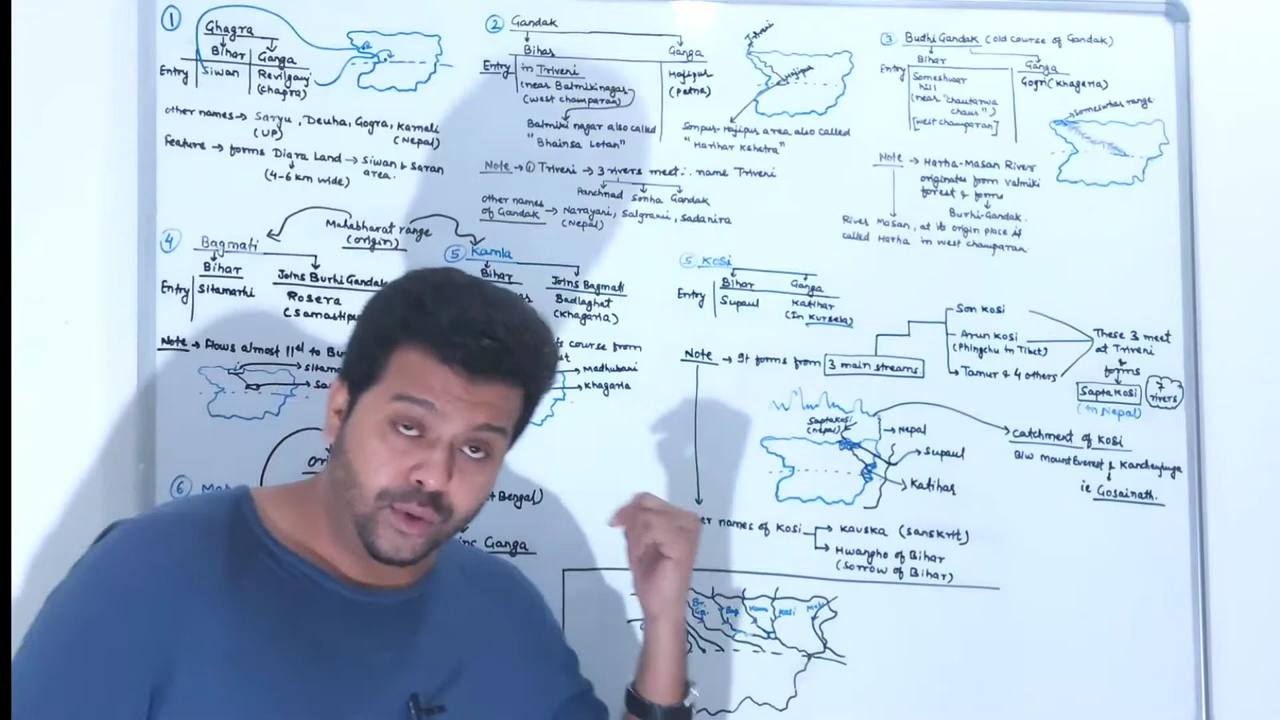 1
Ghagra
Bihar Ganga
Entry Siwan Revilganj
(Chapra)
other names → Saryu, Deuha, Gogra, Karnali
(UP) (Nepal)
Feature → forms Diara Land → Siwan & Saran
(4-6 km wide) area.
2 Gandak
Bihar Ganga
Entry in Triveni Hajipur
(near Balmikinagar) (Patna)
(West champaran)
Balmiki nagar also called
"Bhainsa Lotan"
Triveni
Hajipur
Sonpur-Hajipur area also called
"Harihar Kshetra"
Note → ① Triveni → 3 rivers meet ∴ name Triveni
Panchnad Sonha Gandak
other names
of Gandak → Narayani, Salgrami, Sadanira
(Nepal)
3 Budhi Gandak (old course of Gandak)
Bihar Ganga
Entry Someshwar Gogri (Khagaria)
hill
(near "chautarwa
chaur")
[West champaran]
Someshwar range
Note → Harha-Masan River
originates from Valmiki
forest & forms
Burhi-Gandak.
River Masan, at its origin place is
called Harha in west champaran
Mahabharat range
(origin)
4 Bagmati
Bihar Joins Burhi Gandak
Entry Sitamarhi Rosera
Note → flows almost 11el to
5 Kamla
Bihar Joins Bagmati
Badlaghat
(Khagaria)
course from
Madhubani
Khagaria
5 Kosi
Bihar Ganga
Entry Supaul Katihar
(In Kursela)
Note → It forms from 3 main streams
Son Kosi
Arun Kosi
(Phingchu in Tibet)
Tamur & 4 others
These 3 meet
at Triveni
&
forms
Sapta Kosi
(in Nepal)
7
rivers
Sapta Kosi
(Nepal)
Nepal
Supaul
Katihar
catchment of Kosi
B/w Mount Everest & Kanchenjunga
ie Gosainath.
names of Kosi → Kauska (Sanskrit)
Hwangho of Bihar
(Sorrow of Bihar)
6
Bengal)
Ganga
Kosi